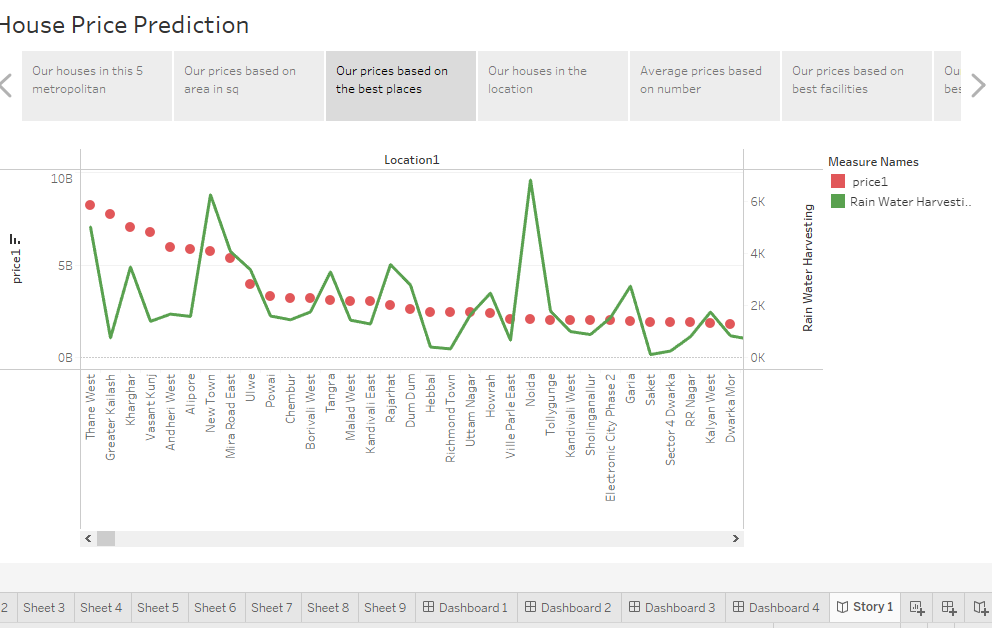 House Price Prediction
Our houses in this 5
metropolitan
Our prices based on
area in sq
Our prices based on
the best places
Our houses in the
location
Average prices based
on number
Our prices based on
best facilities
Ou
bes
Location1
Measure Names
price1
Rain Water Harvesti..
10B
5B
0B
price1
6K
4K
2K
0K
Rain Water Harvesting
Thane West
Greater Kailash
Kharghar
Vasant Kunj
Andheri West
Alipore
New Town
Mira Road East
Ulwe
Powai
Chembur
Borivali West
Tangra
Malad West
Kandivali East
Rajarhat
Dum Dum
Hebbal
Richmond Town
Uttam Nagar
Howrah
Ville Parle East
Noida
Tollygunge
Kandivali West
Sholinganallur
Electronic City Phase 2
Garia
Saket
Sector 4 Dwarka
RR Nagar
Kalyan West
Dwarka Mor
2
Sheet 3
Sheet 4
Sheet 5
Sheet 6
Sheet 7
Sheet 8
Sheet 9
Dashboard 1
Dashboard 2
Dashboard 3
Dashboard 4
Story 1